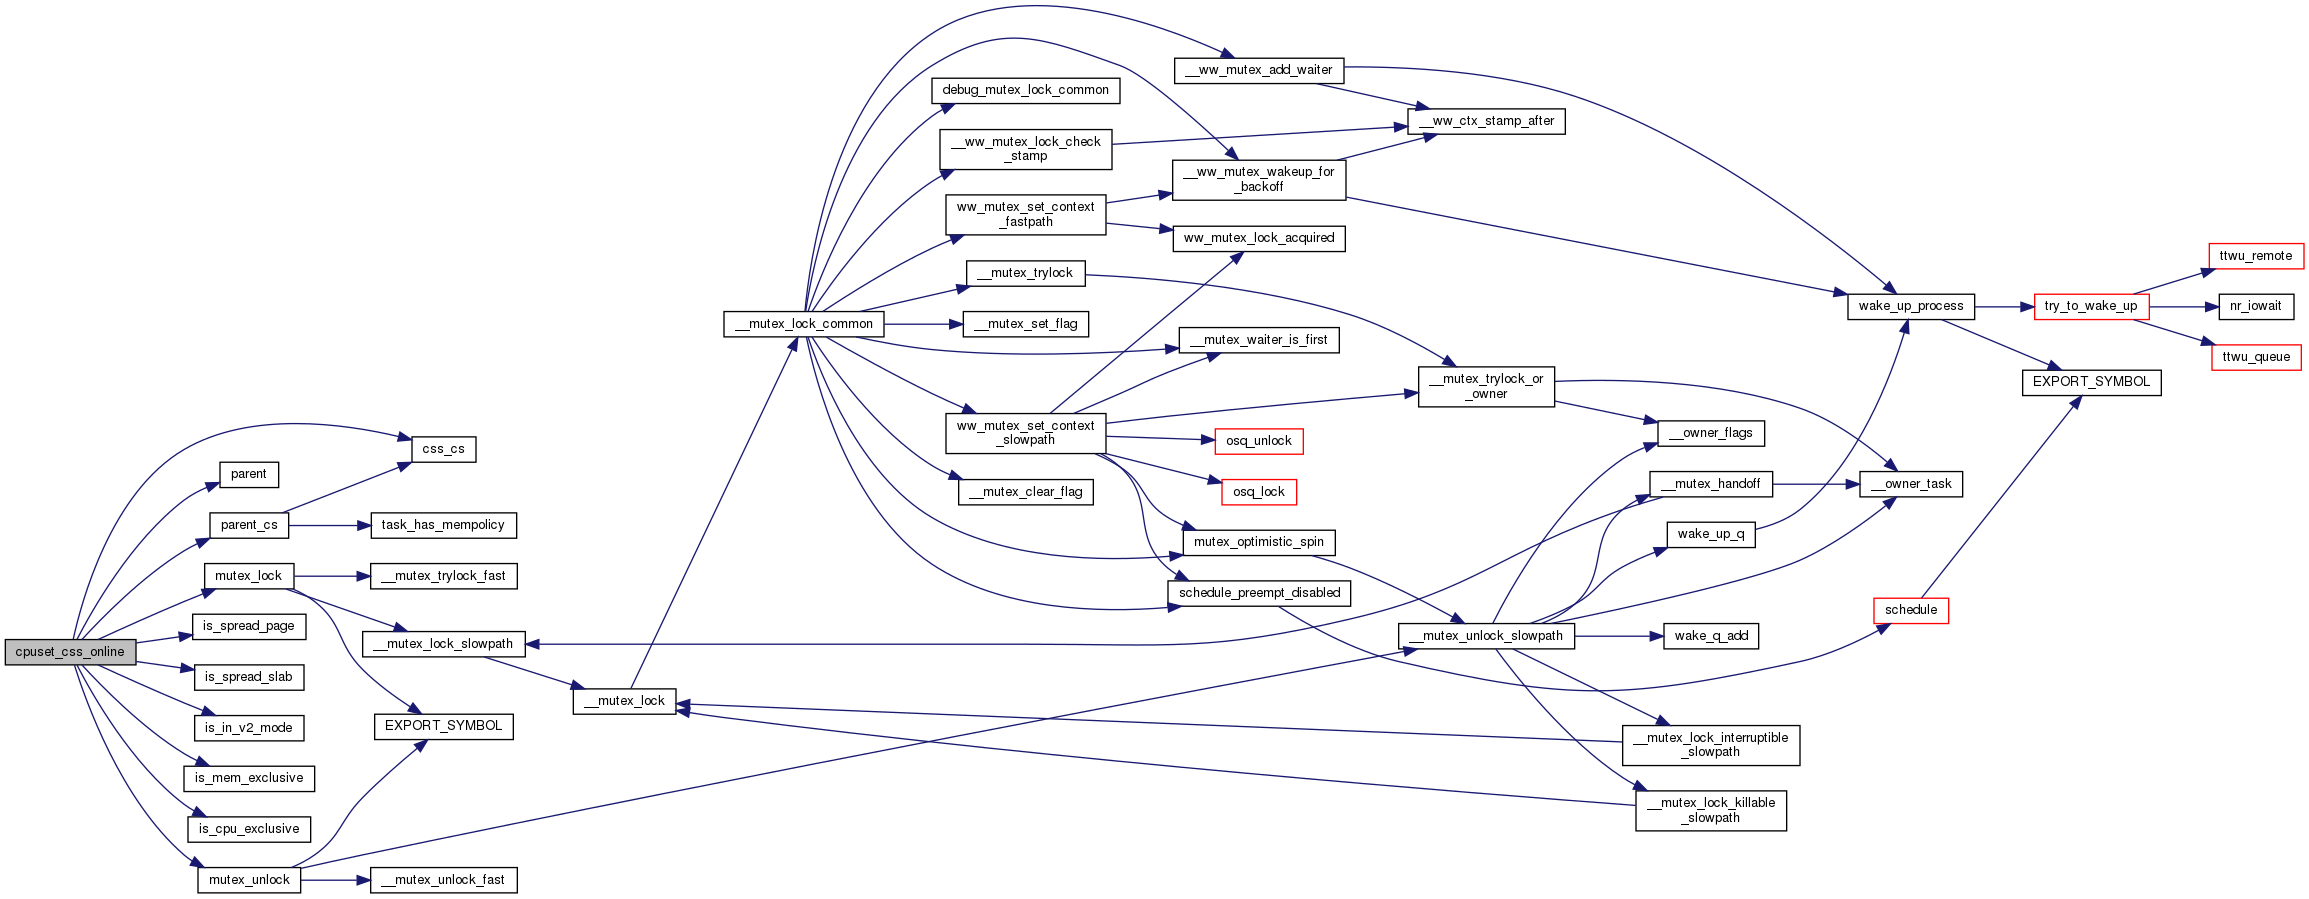 cpuset_css_online
css_cs
parent
parent_cs
task_has_mempolicy
mutex_lock
__mutex_trylock_fast
is_spread_page
__mutex_lock_slowpath
is_spread_slab
is_in_v2_mode
EXPORT_SYMBOL
is_mem_exclusive
is_cpu_exclusive
mutex_unlock
__mutex_unlock_fast
__mutex_lock
__mutex_lock_common
debug_mutex_lock_common
__ww_mutex_lock_check
_stamp
ww_mutex_set_context
_fastpath
__mutex_trylock
__mutex_set_flag
ww_mutex_set_context
_slowpath
__mutex_clear_flag
__ww_mutex_add_waiter
__ww_mutex_wakeup_for
_backoff
ww_mutex_lock_acquired
__mutex_waiter_is_first
osq_unlock
osq_lock
mutex_optimistic_spin
schedule_preempt_disabled
__ww_ctx_stamp_after
__mutex_trylock_or
_owner
__mutex_unlock_slowpath
__owner_flags
__mutex_handoff
wake_up_q
wake_q_add
__mutex_lock_interruptible
_slowpath
__mutex_lock_killable
_slowpath
wake_up_process
__owner_task
schedule
try_to_wake_up
EXPORT_SYMBOL
ttwu_remote
nr_iowait
ttwu_queue